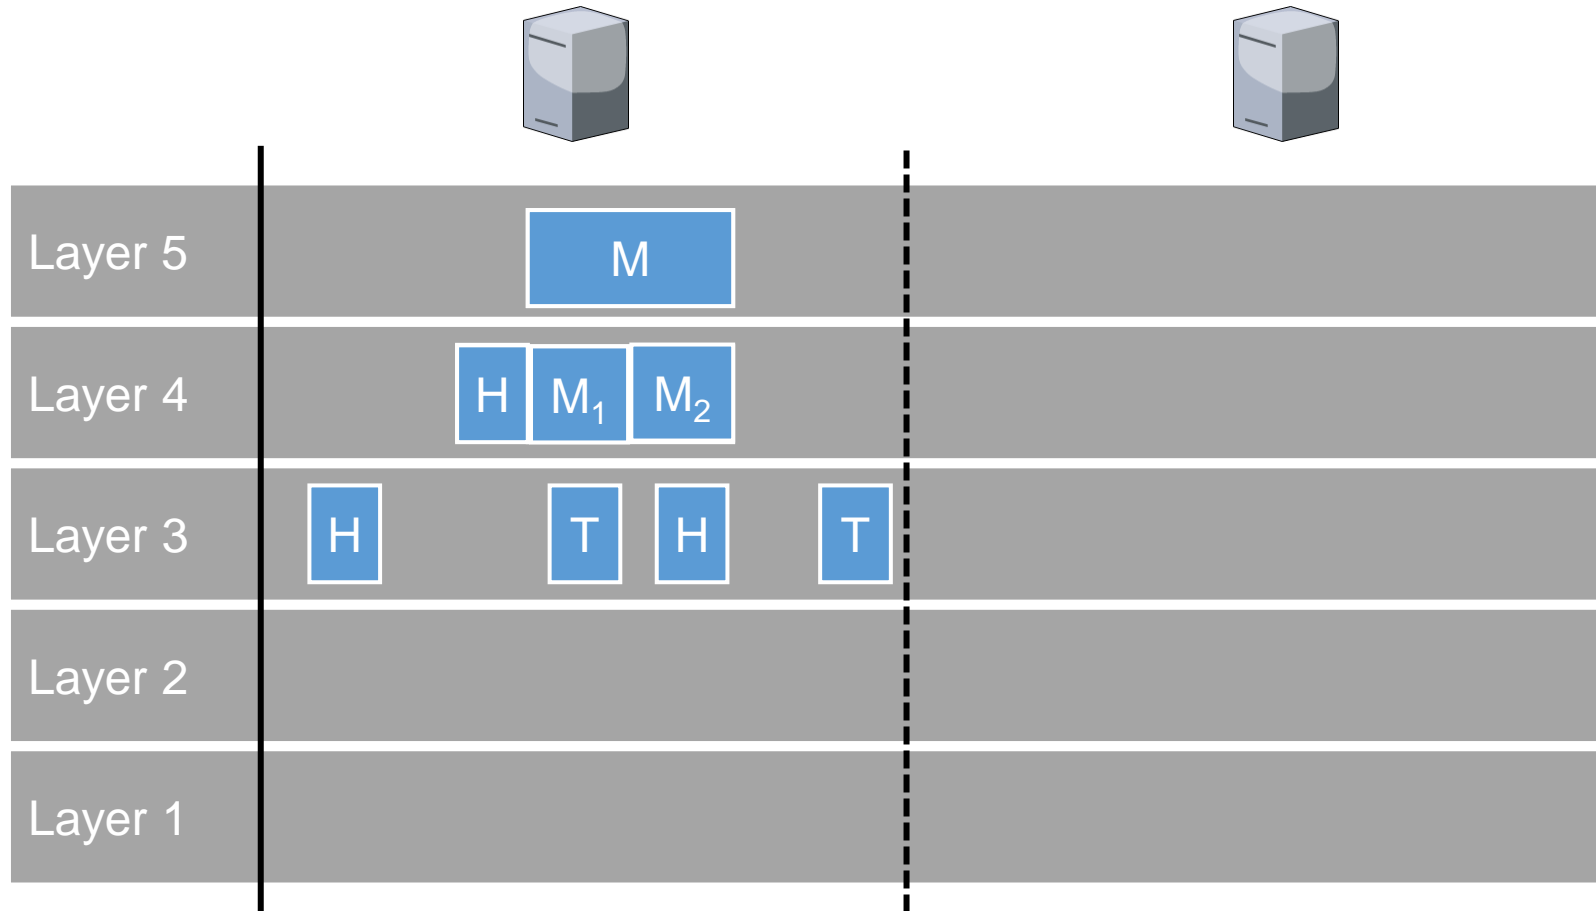 Layer 5
M
Layer 4
H M₁ M₂
Layer 3
H T H T
Layer 2
Layer 1